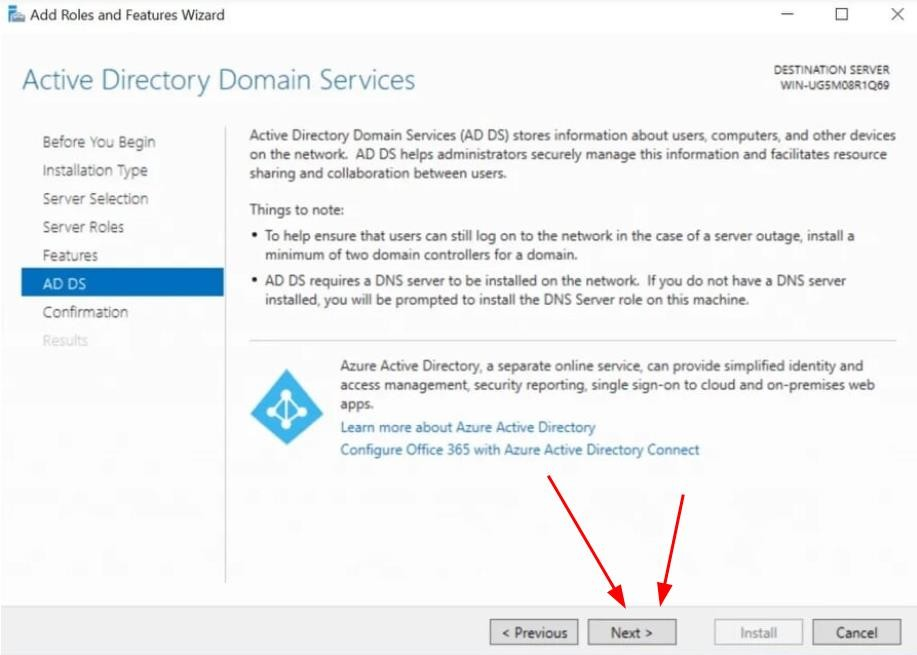 Add Roles and Features Wizard
Active Directory Domain Services
DESTINATION SERVER
WIN-UG5M08R1Q69
Before You Begin
Installation Type
Server Selection
Server Roles
Features
AD DS
Confirmation
Results
Active Directory Domain Services (AD DS) stores information about users, computers, and other devices
on the network. AD DS helps administrators securely manage this information and facilitates resource
sharing and collaboration between users.
Things to note:
• To help ensure that users can still log on to the network in the case of a server outage, install a
minimum of two domain controllers for a domain.
• AD DS requires a DNS server to be installed on the network. If you do not have a DNS server
installed, you will be prompted to install the DNS Server role on this machine.
Azure Active Directory, a separate online service, can provide simplified identity and
access management, security reporting, single sign-on to cloud and on-premises web
apps.
Learn more about Azure Active Directory
Configure Office 365 with Azure Active Directory Connect
< Previous
Next >
Install
Cancel